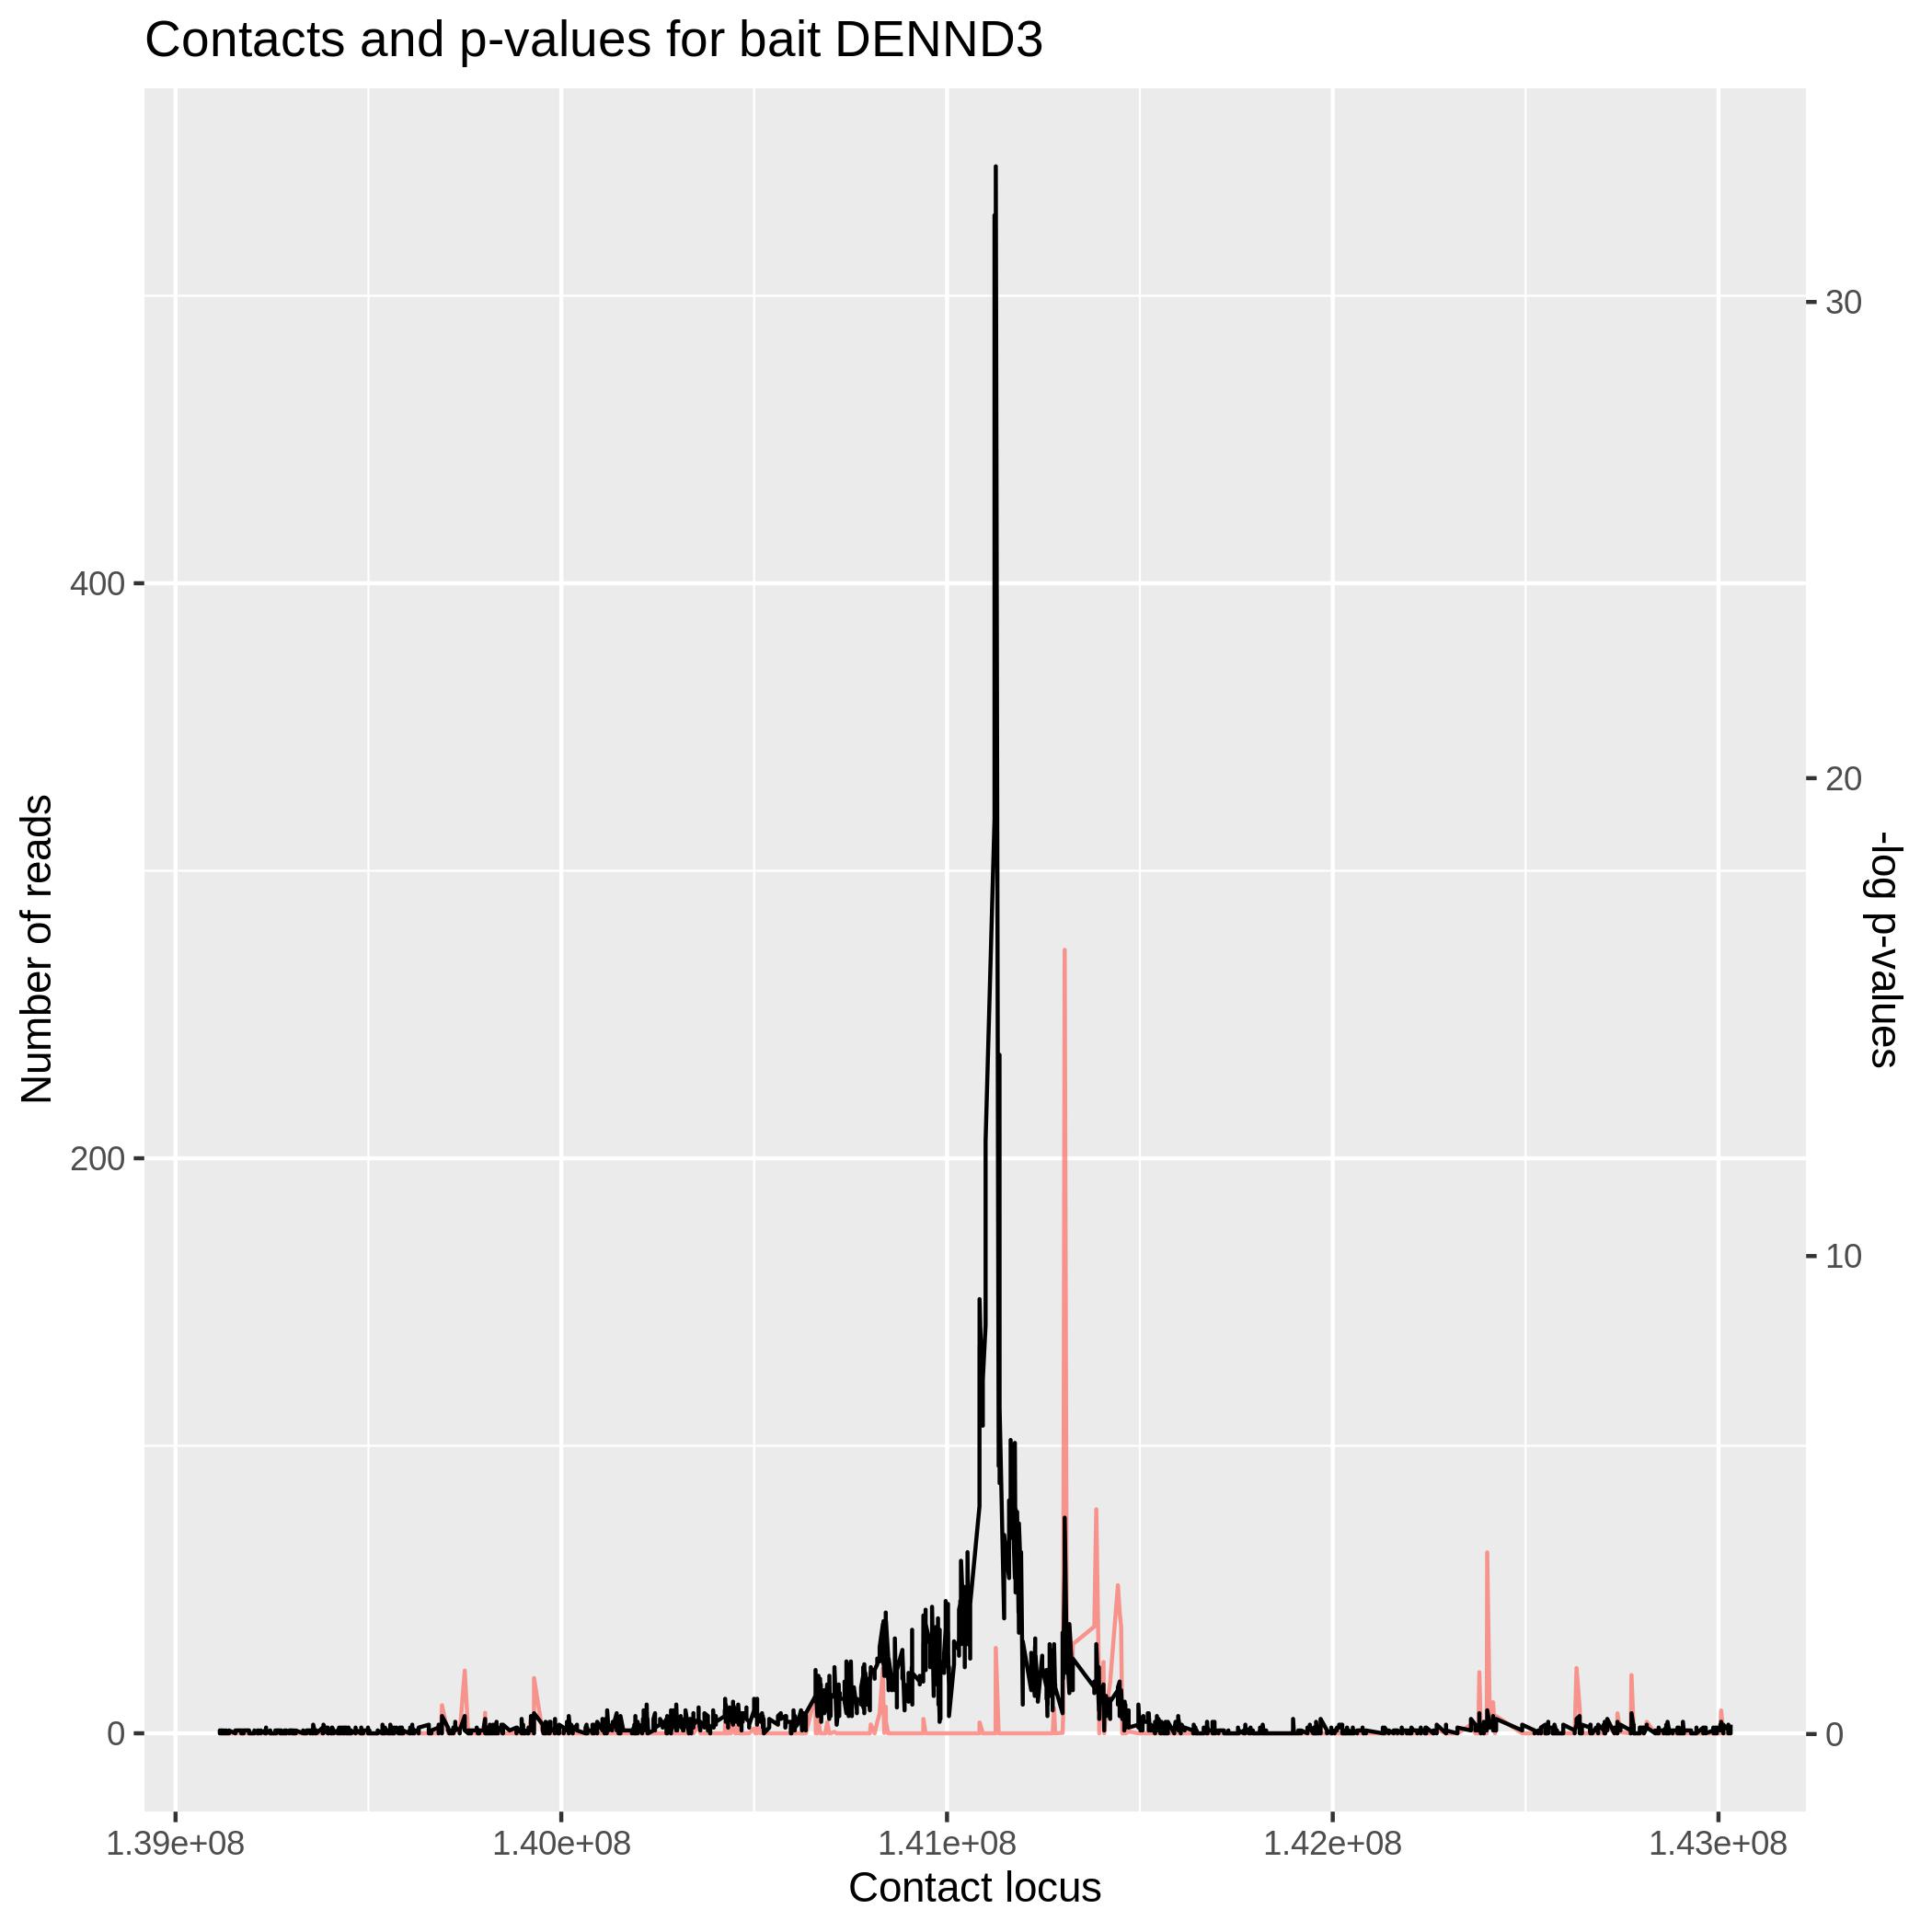 Contacts and p-values for bait DENND3
Number of reads
400
200
0
30
20
10
0
-log p-values
1.39e+08
1.40e+08
1.41e+08
1.42e+08
1.43e+08
Contact locus